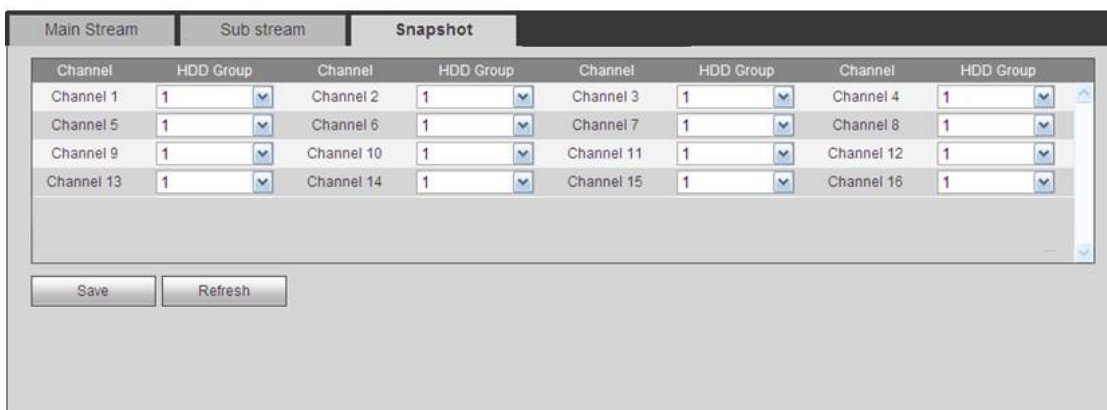 Main Stream Sub stream Snapshot
Channel HDD Group Channel HDD Group Channel HDD Group Channel HDD Group
Channel 1 1 Channel 2 1 Channel 3 1 Channel 4 1
Channel 5 1 Channel 6 1 Channel 7 1 Channel 8 1
Channel 9 1 Channel 10 1 Channel 11 1 Channel 12 1
Channel 13 1 Channel 14 1 Channel 15 1 Channel 16 1
Save Refresh